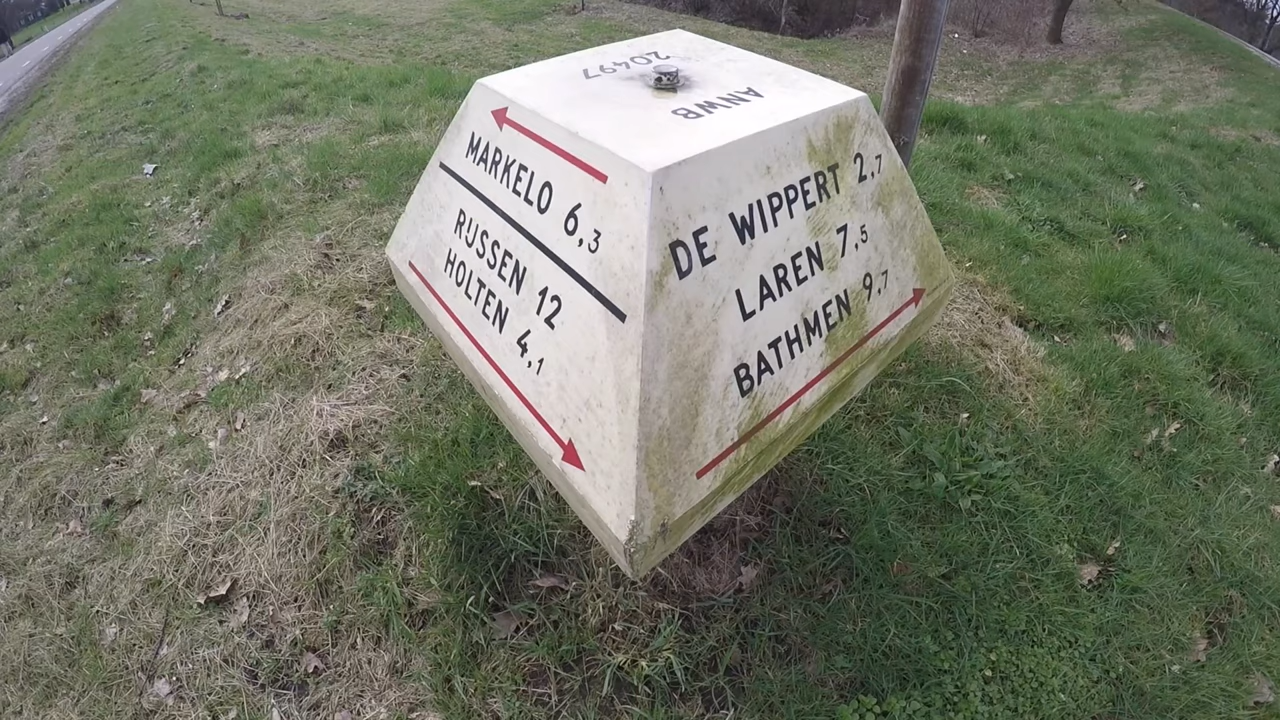 20497
ANWB
MARKELO 6,3
RIJSSEN 12
HOLTEN 4,1
DE WIPPERT 2,7
LAREN 7,5
BATHMEN 9,7